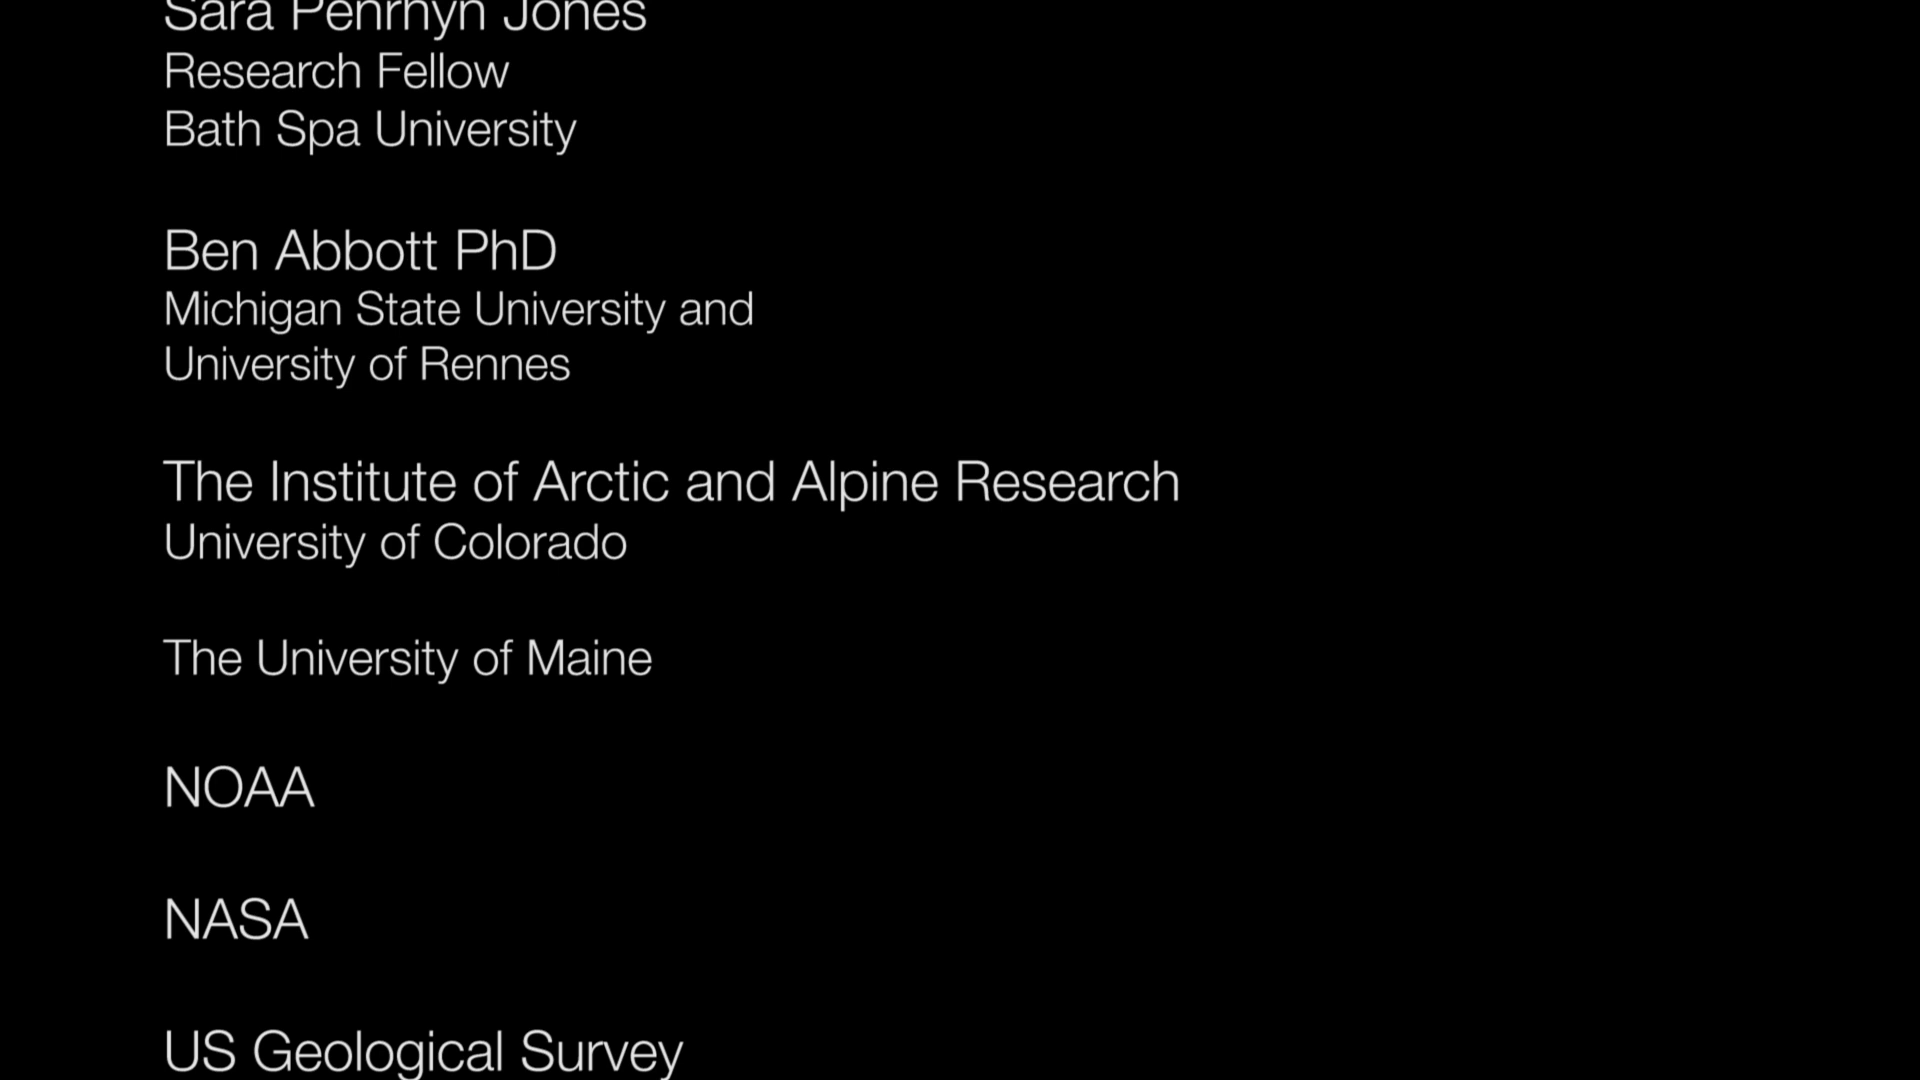 Sara Penrhyn Jones
Research Fellow
Bath Spa University
Ben Abbott PhD
Michigan State University and
University of Rennes
The Institute of Arctic and Alpine Research
University of Colorado
The University of Maine
NOAA
NASA
US Geological Survey